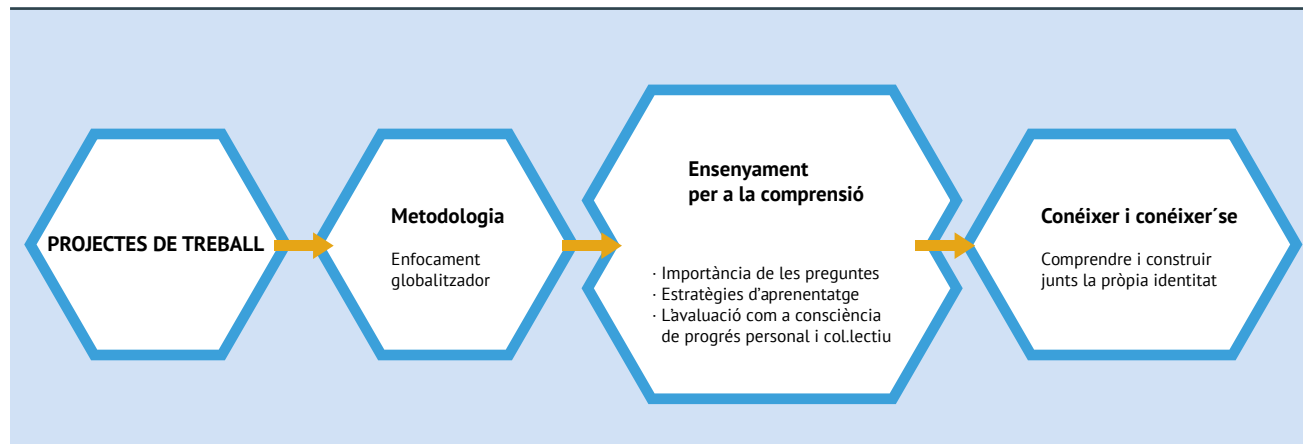 PROJECTES DE TREBALL
Metodologia
Enfocament
globalitzador
Ensenyament
per a la comprensió
· Importància de les preguntes
· Estratègies d’aprenentatge
· L’avaluació com a consciència
de progrés personal i col.lectiu
Conéixer i conéixer´se
Comprendre i construir
junts la pròpia identitat